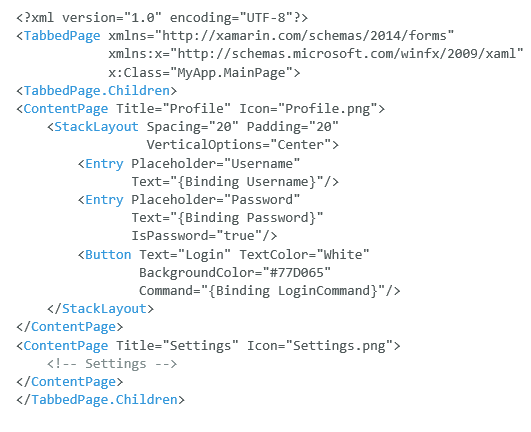 <?xml version="1.0" encoding="UTF-8"?>
<TabbedPage xmlns="http://xamarin.com/schemas/2014/forms"
            xmlns:x="http://schemas.microsoft.com/winfx/2009/xaml"
            x:Class="MyApp.MainPage">
<TabbedPage.Children>
<ContentPage Title="Profile" Icon="Profile.png">
    <StackLayout Spacing="20" Padding="20"
                 VerticalOptions="Center">
        <Entry Placeholder="Username"
               Text="{Binding Username}"/>
        <Entry Placeholder="Password"
               Text="{Binding Password}"
               IsPassword="true"/>
        <Button Text="Login" TextColor="White"
                BackgroundColor="#77D065"
                Command="{Binding LoginCommand}"/>
    </StackLayout>
</ContentPage>
<ContentPage Title="Settings" Icon="Settings.png">
    <!-- Settings -->
</ContentPage>
</TabbedPage.Children>